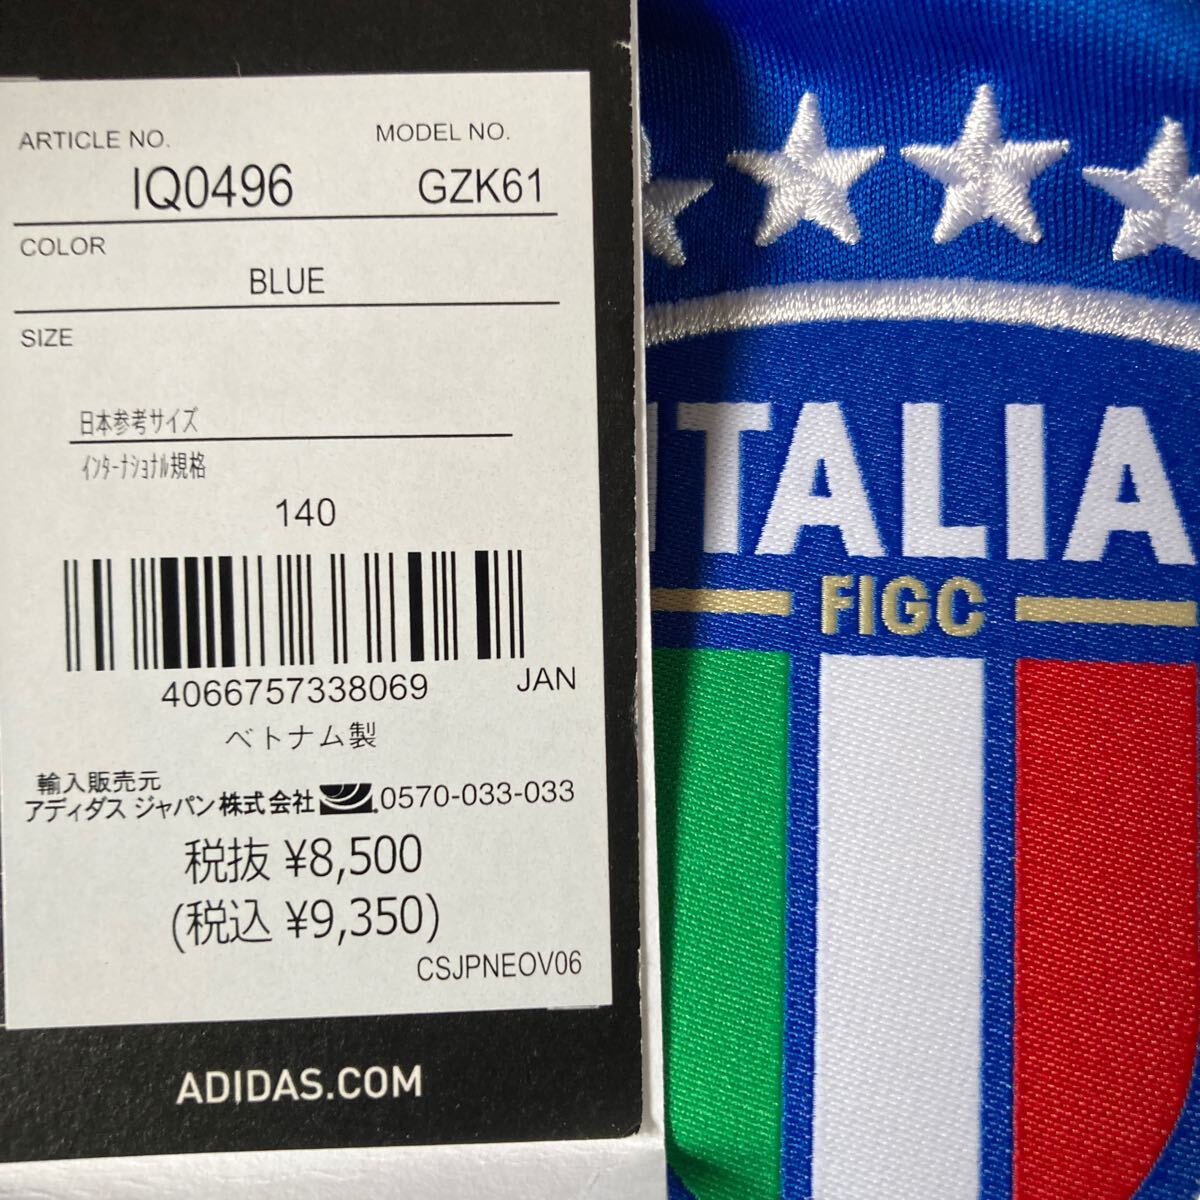 ARTICLE NO. MODEL NO.
IQ0496 GZK61
COLOR
BLUE
SIZE
日本参考サイズ
インターナショナル規格
140
4066757338069 JAN
ベトナム製
輸入販売元
アディダス ジャパン株式会社 0570-033-033
税抜 ¥8,500
(税込 ¥9,350)
CSJPNEOV06
ADIDAS.COM
ITALIA
FIGC